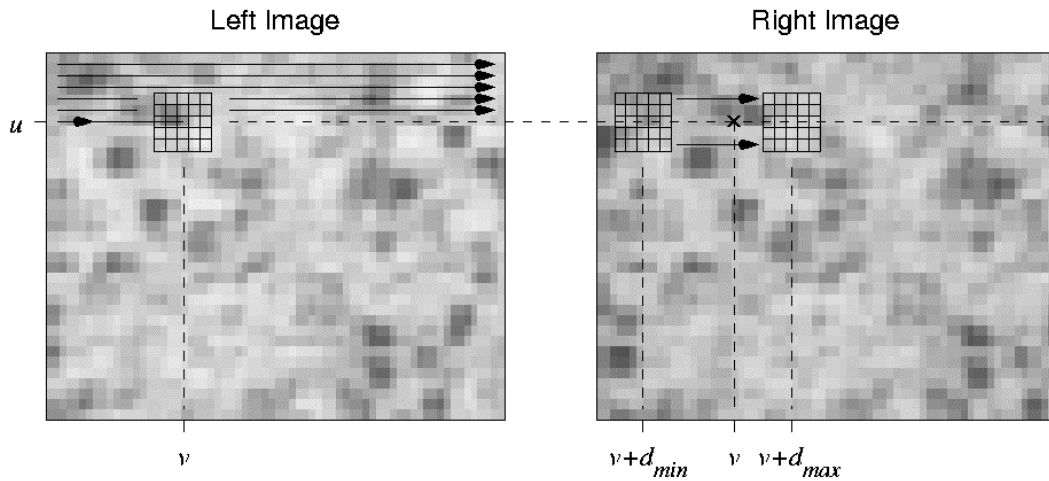 Left Image
Right Image
u
v
v+d_min
v
v+d_max